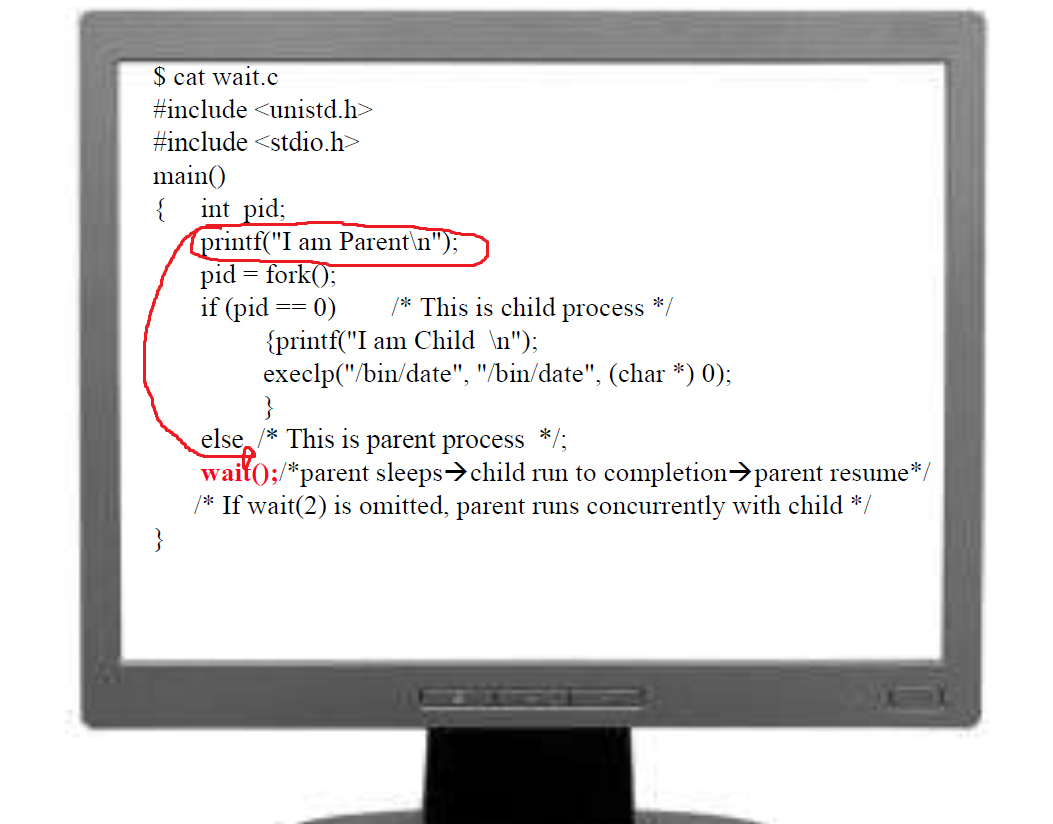 $ cat wait.c
#include <unistd.h>
#include <stdio.h>
main()
{ int pid;
printf("I am Parent\n");
pid = fork();
if (pid == 0) /* This is child process */
{printf("I am Child \n");
execlp("/bin/date", "/bin/date", (char *) 0);
}
else /* This is parent process */;
wait();/*parent sleeps→child run to completion→parent resume*/
/* If wait(2) is omitted, parent runs concurrently with child */
}